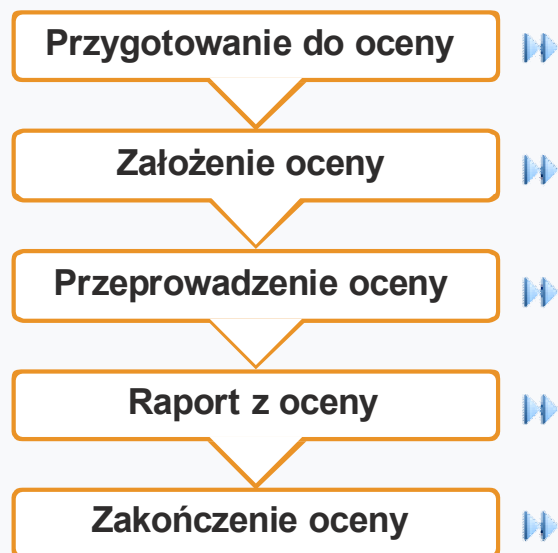 Przygotowanie do oceny
Założenie oceny
Przeprowadzenie oceny
Raport z oceny
Zakończenie oceny